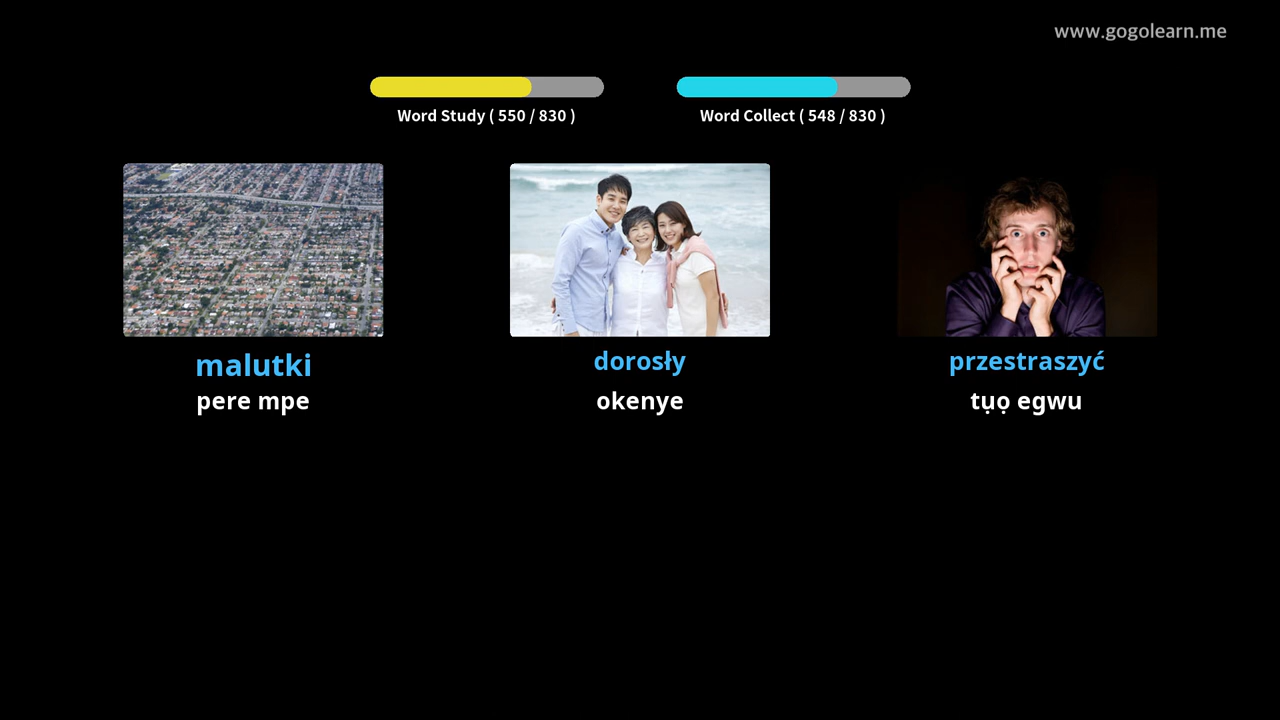 www.gogolearn.me
Word Study ( 550 / 830 )
Word Collect ( 548 / 830 )
malutki
pere mpe
dorosły
okenye
przestraszyć
tụọ egwu